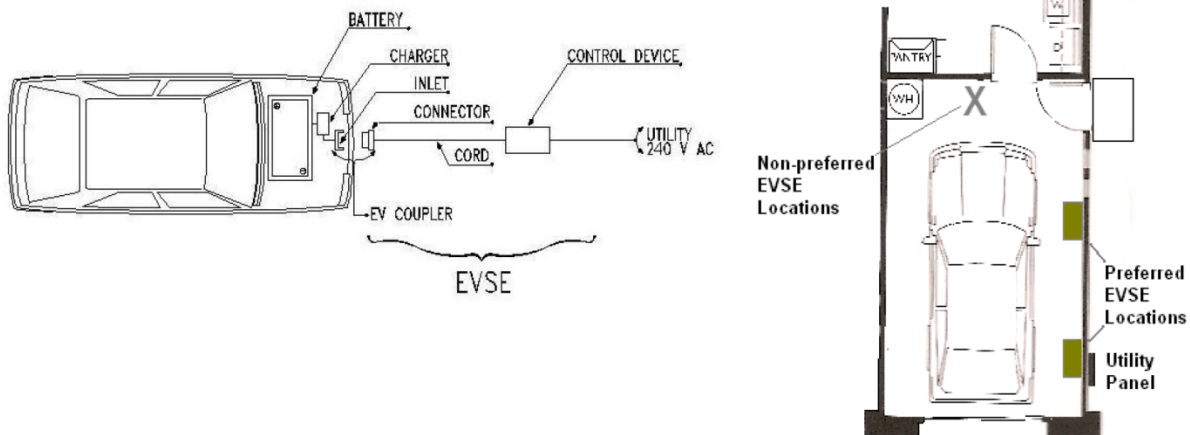 BATTERY
CHARGER
INLET
CONNECTOR
CORD
CONTROL DEVICE
UTILITY
240 V AC
EV COUPLER
EVSE
PANTRY
WH
W
D
Non-preferred
EVSE
Locations
X
Preferred
EVSE
Locations
Utility
Panel